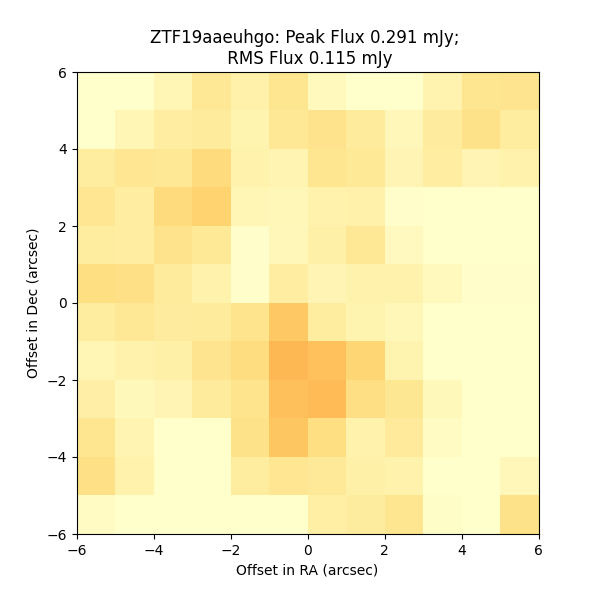 ZTF19aaeuhgo: Peak Flux 0.291 mJy;
RMS Flux 0.115 mJy
6
4
2
0
−2
−4
−6
Offset in Dec (arcsec)
−6 −4 −2 0 2 4 6
Offset in RA (arcsec)